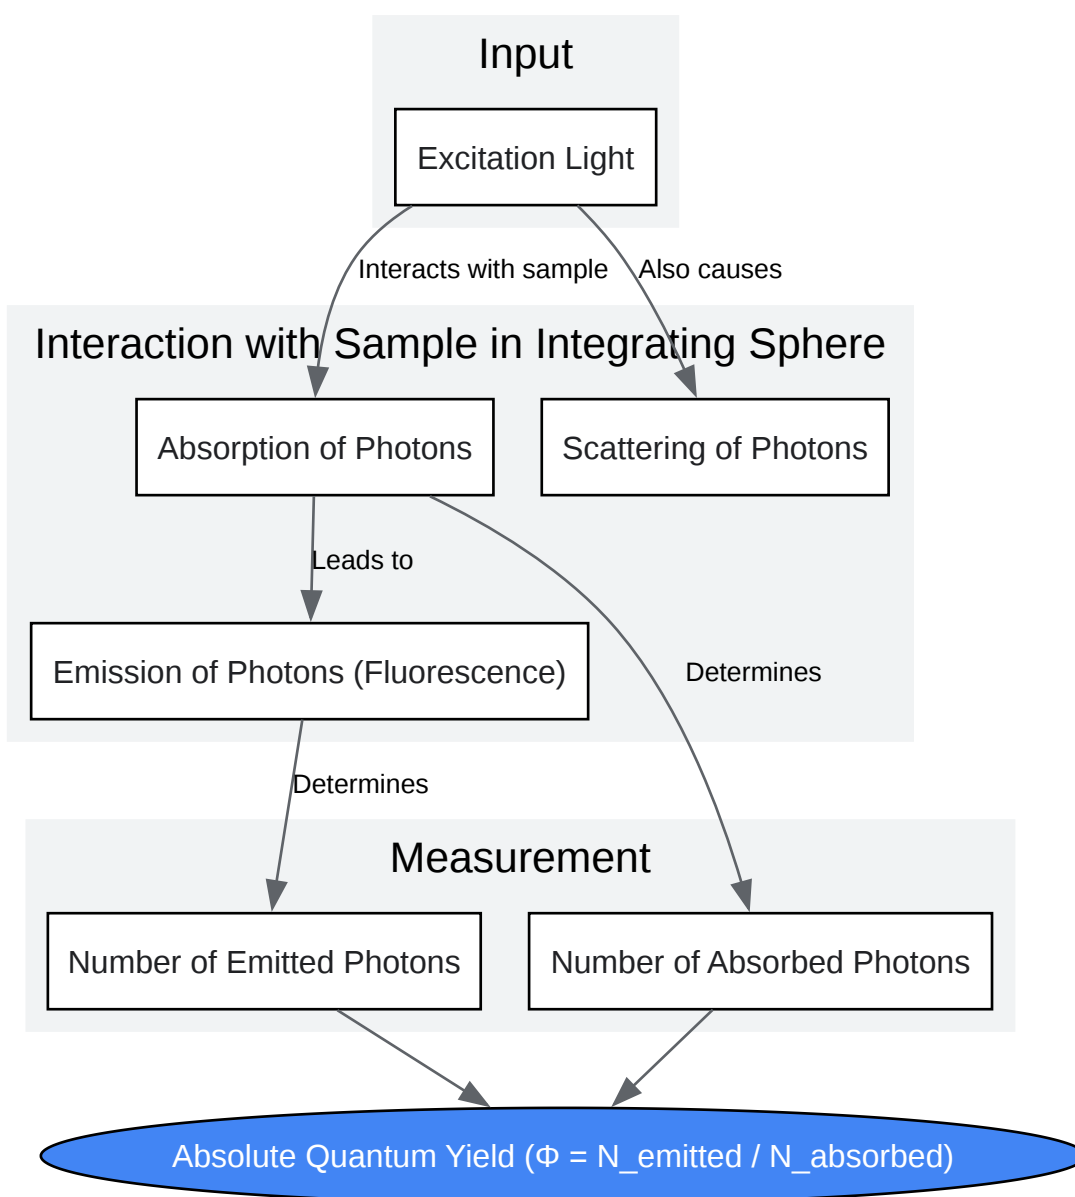 Input
Excitation Light
Interacts with sample
Also causes
Interaction with Sample in Integrating Sphere
Absorption of Photons
Scattering of Photons
Leads to
Emission of Photons (Fluorescence)
Determines
Determines
Measurement
Number of Emitted Photons
Number of Absorbed Photons
Absolute Quantum Yield (Φ = N_emitted / N_absorbed)